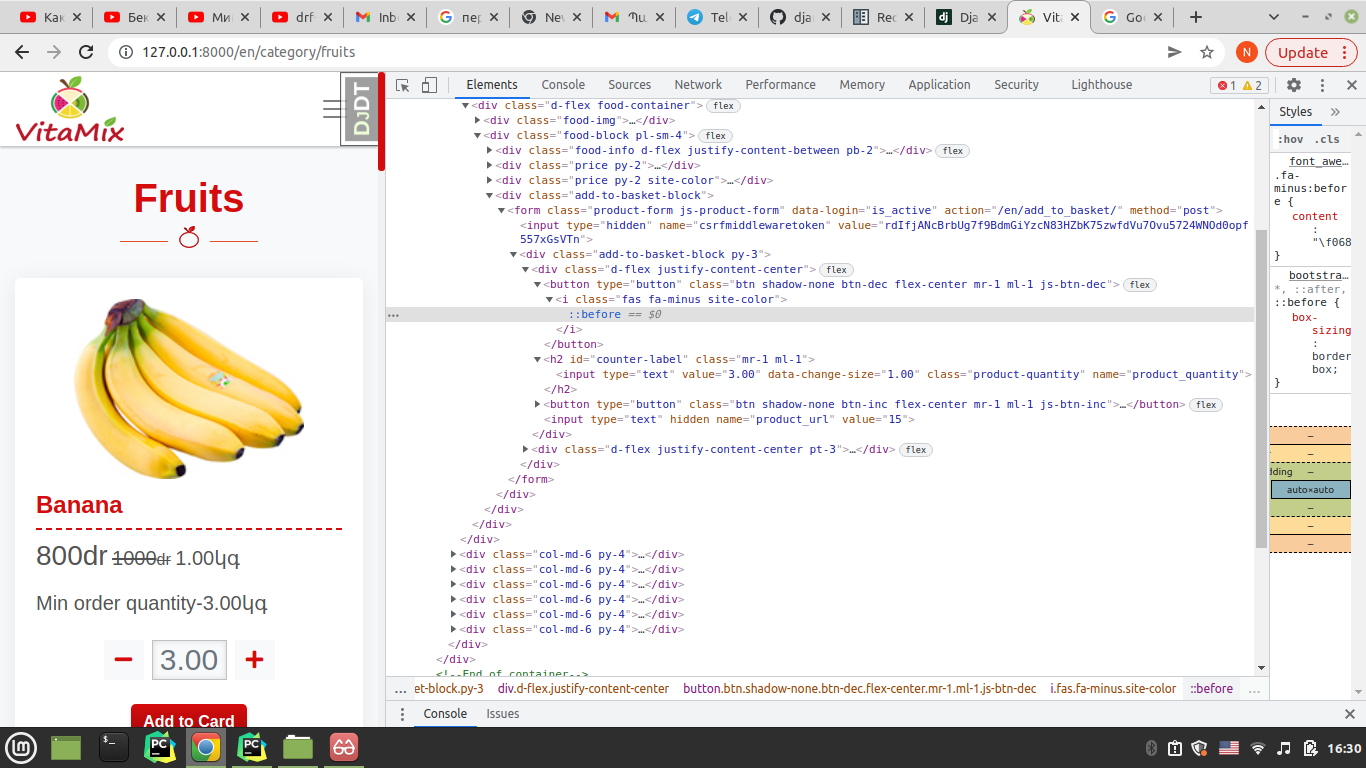 Как
Бек
Ми
drf
Inb
пер
Nev
Պա
Tele
djan
Rec
Djа
Vita
Goo
127.0.0.1:8000/en/category/fruits
N
Update
VitaMix
DJDT
Fruits
Banana
800dr 1000dr 1.00կգ
Min order quantity-3.00կգ
3.00
Add to Card
Elements Console Sources Network Performance Memory Application Security Lighthouse 1 2
<div class="d-flex food-container"> flex
<div class="food-img">…</div>
<div class="food-block pl-sm-4"> flex
<div class="food-info d-flex justify-content-between pb-2">…</div> flex
<div class="price py-2">…</div>
<div class="price py-2 site-color">…</div>
<div class="add-to-basket-block">
<form class="product-form js-product-form" data-login="is_active" action="/en/add_to_basket/" method="post">
<input type="hidden" name="csrfmiddlewaretoken" value="rdIfjANcBrbUg7f9BdmGiYzcN83HZbK75zwfdVu7Ovu5724WNOd0opf
557xGsVTn">
<div class="add-to-basket-block py-3">
<div class="d-flex justify-content-center"> flex
<button type="button" class="btn shadow-none btn-dec flex-center mr-1 ml-1 js-btn-dec"> flex
<i class="fas fa-minus site-color">
… ::before == $0
</i>
</button>
<h2 id="counter-label" class="mr-1 ml-1">
<input type="text" value="3.00" data-change-size="1.00" class="product-quantity" name="product_quantity">
</h2>
<button type="button" class="btn shadow-none btn-inc flex-center mr-1 ml-1 js-btn-inc">…</button> flex
<input type="text" hidden name="product_url" value="15">
</div>
<div class="d-flex justify-content-center pt-3">…</div> flex
</div>
</form>
</div>
</div>
</div>
</div>
<div class="col-md-6 py-4">…</div>
<div class="col-md-6 py-4">…</div>
<div class="col-md-6 py-4">…</div>
<div class="col-md-6 py-4">…</div>
<div class="col-md-6 py-4">…</div>
<div class="col-md-6 py-4">…</div>
</div>
</div>
<!--End of container-->
… et-block.py-3 div.d-flex.justify-content-center button.btn.shadow-none.btn-dec.flex-center.mr-1.ml-1.js-btn-dec i.fas.fa-minus.site-color ::before …
Console Issues
Styles »
:hov .cls
font_awe…
.fa-
minus:befor
e {
content
:
"\f068
}
bootstra…
*, ::after,
::before {
box-
sizing
:
border
box;
}
–
–
dding –
auto×auto
–
–
–
PC
PC
16:30